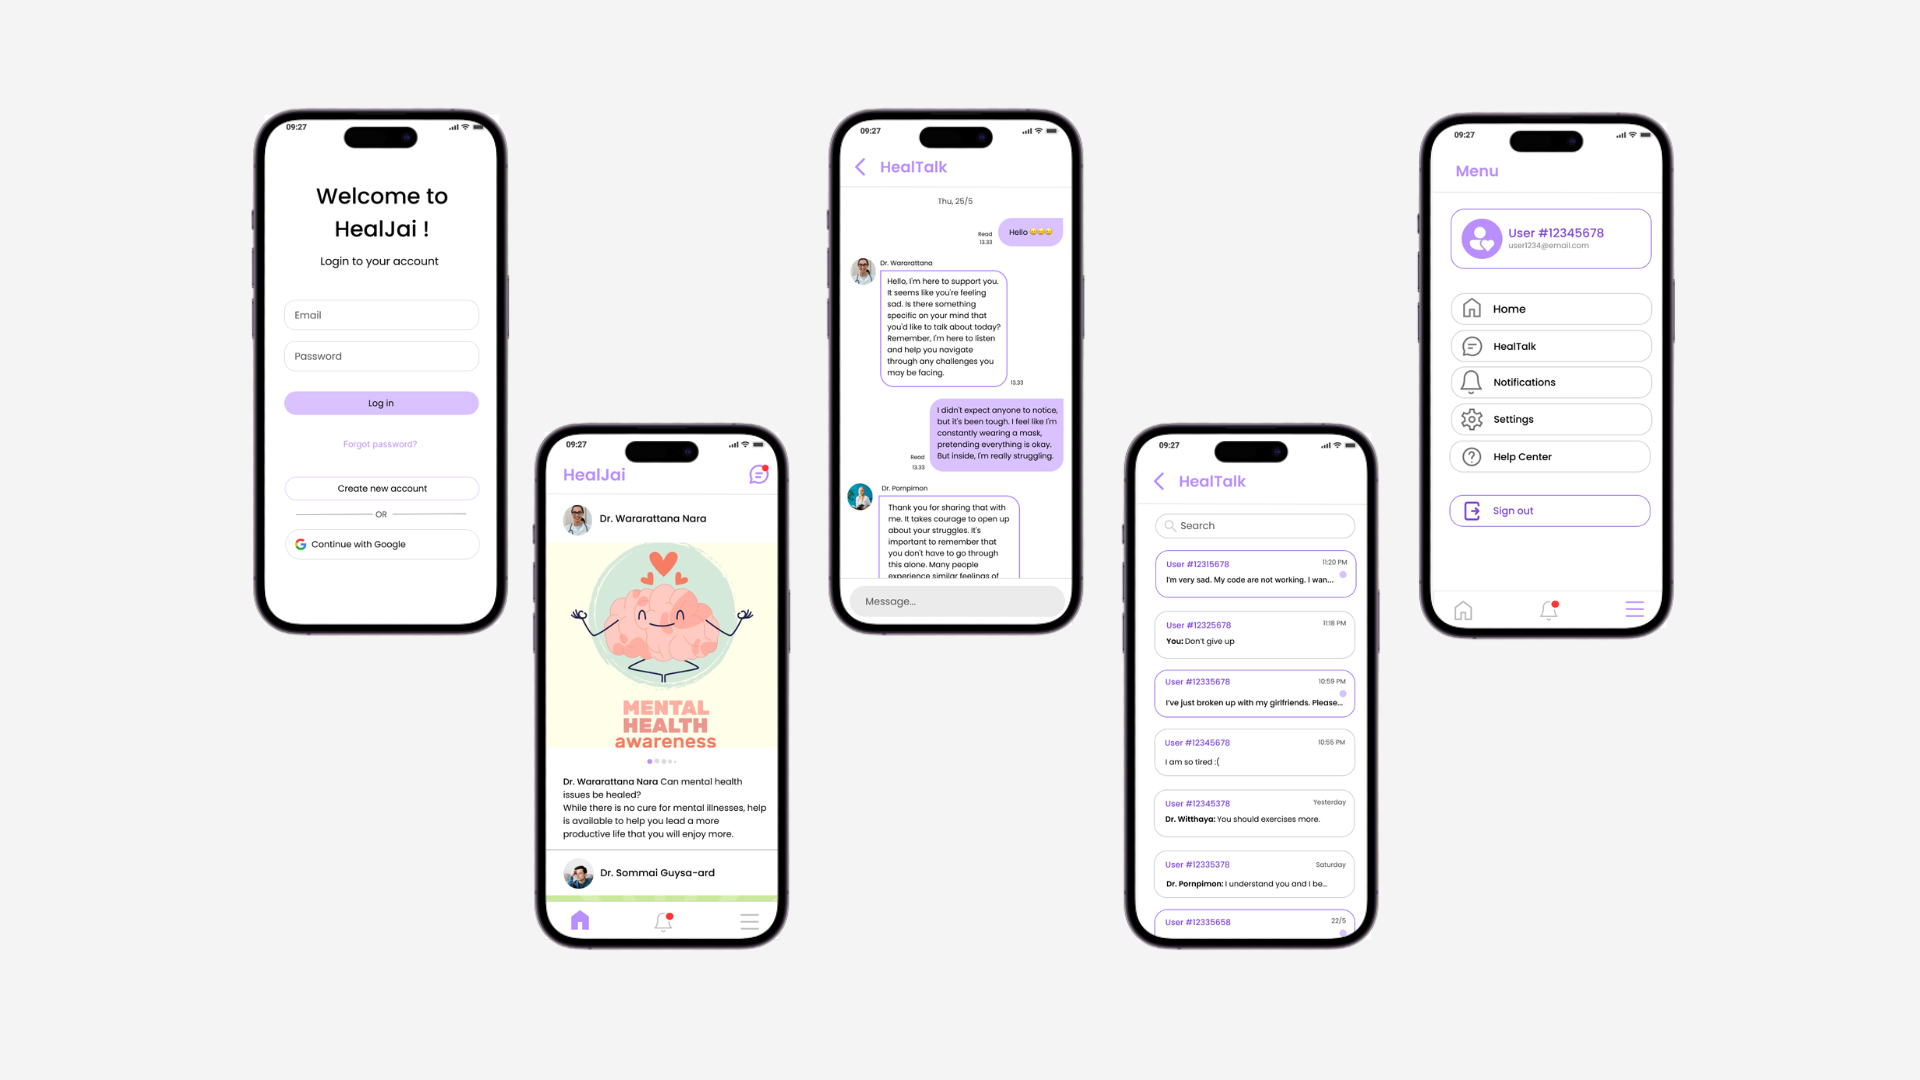 09:27
Welcome to
HealJai !
Login to your account
Email
Password
Log in
Forgot password?
Create new account
OR
Continue with Google
09:27
HealJai
Dr. Wararattana Nara
MENTAL
HEALTH
awareness
Dr. Wararattana Nara Can mental health
issues be healed?
While there is no cure for mental illnesses, help
is available to help you lead a more
productive life that you will enjoy more.
Dr. Sommai Guysa-ard
09:27
HealTalk
Thu, 25/5
Hello 😄😄😄
Read
13.33
Dr. Wararattana
Hello, I'm here to support you.
It seems like you're feeling
sad. Is there something
specific on your mind that
you'd like to talk about today?
Remember, I'm here to listen
and help you navigate
through any challenges you
may be facing.
13.33
I didn't expect anyone to notice,
but it's been tough. I feel like I'm
constantly wearing a mask,
pretending everything is okay.
But inside, I'm really struggling.
Read
13.33
Dr. Pornpimon
Thank you for sharing that with
me. It takes courage to open up
about your struggles. It's
important to remember that
you don't have to go through
this alone. Many people
experience similar feelings of
Message...
09:27
HealTalk
Search
User #12315678
11:20 PM
I'm very sad. My code are not working. I wan...
User #12325678
11:18 PM
You: Don't give up
User #12335678
10:59 PM
I've just broken up with my girlfriends. Please...
User #12345678
10:55 PM
I am so tired :(
User #12345378
Yesterday
Dr. Witthaya: You should exercises more.
User #12335378
Saturday
Dr. Pornpimon: I understand you and I be...
User #12335658
22/5
09:27
Menu
User #12345678
user1234@email.com
Home
HealTalk
Notifications
Settings
Help Center
Sign out